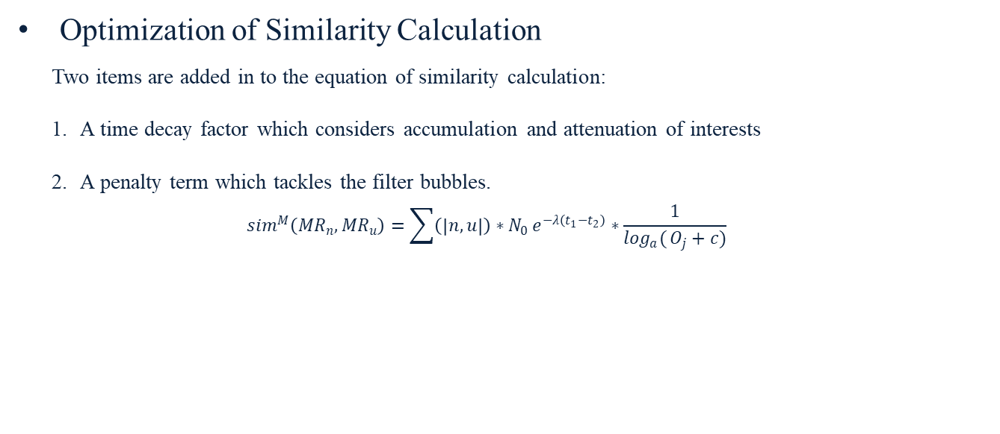 • Optimization of Similarity Calculation
Two items are added in to the equation of similarity calculation:
1. A time decay factor which considers accumulation and attenuation of interests
2. A penalty term which tackles the filter bubbles.
sim^M(MR_n, MR_u) = ∑(|n, u|) ∗ N_0 e^{−λ(t_1−t_2)} ∗ \frac{1}{log_a(O_j + c)}